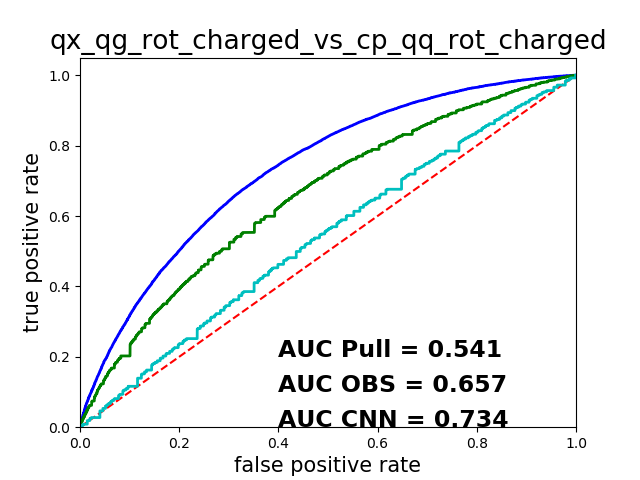 qx_qg_rot_charged_vs_cp_qq_rot_charged
1.0
0.8
0.6
0.4
0.2
0.0
true positive rate
AUC Pull = 0.541
AUC OBS = 0.657
AUC CNN = 0.734
0.0 0.2 0.4 0.6 0.8 1.0
false positive rate